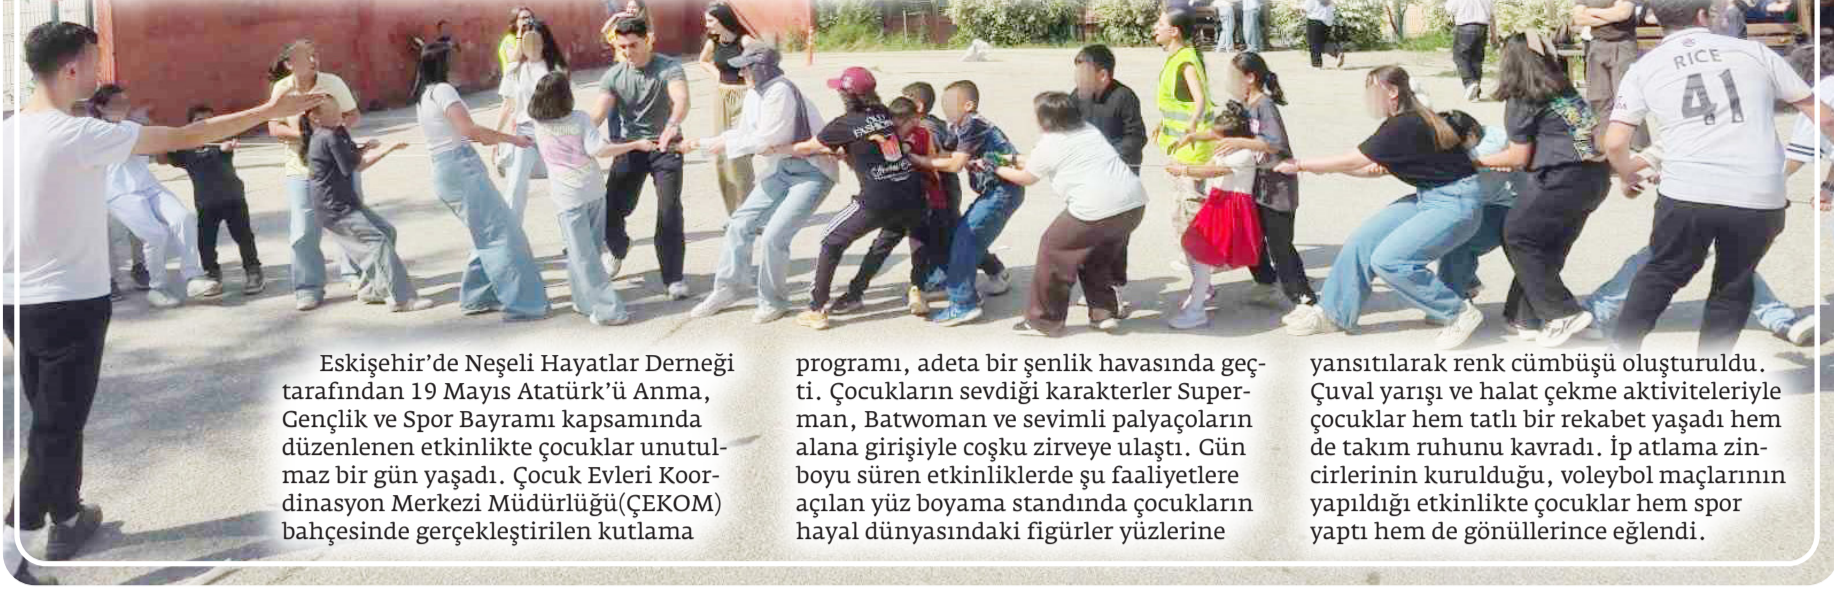 RICE
41
OLD
FASHION
Eskişehir’de Neşeli Hayatlar Derneği
tarafından 19 Mayıs Atatürk’ü Anma,
Gençlik ve Spor Bayramı kapsamında
düzenlenen etkinlikte çocuklar unutul-
maz bir gün yaşadı. Çocuk Evleri Koor-
dinasyon Merkezi Müdürlüğü(ÇEKOM)
bahçesinde gerçekleştirilen kutlama
programı, adeta bir şenlik havasında geç-
ti. Çocukların sevdiği karakterler Super-
man, Batwoman ve sevimli palyaçoların
alana girişiyle coşku zirveye ulaştı. Gün
boyu süren etkinliklerde şu faaliyetlere
açılan yüz boyama standında çocukların
hayal dünyasındaki figürler yüzlerine
yansıtılarak renk cümbüşü oluşturuldu.
Çuval yarışı ve halat çekme aktiviteleriyle
çocuklar hem tatlı bir rekabet yaşadı hem
de takım ruhunu kavradı. İp atlama zin-
cirlerinin kurulduğu, voleybol maçlarının
yapıldığı etkinlikte çocuklar hem spor
yaptı hem de gönüllerince eğlendi.